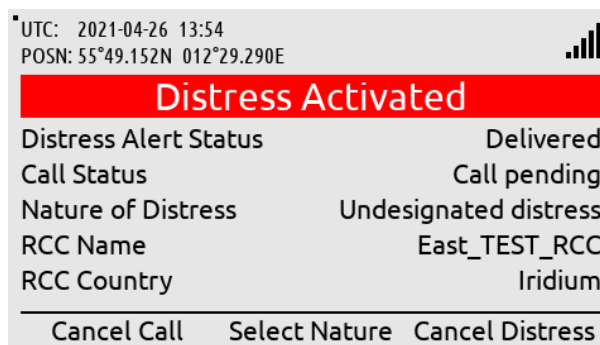 UTC: 2021-04-26 13:54
POSN: 55°49.152N 012°29.290E
Distress Activated
Distress Alert Status Delivered
Call Status Call pending
Nature of Distress Undesignated distress
RCC Name East_TEST_RCC
RCC Country Iridium
Cancel Call Select Nature Cancel Distress